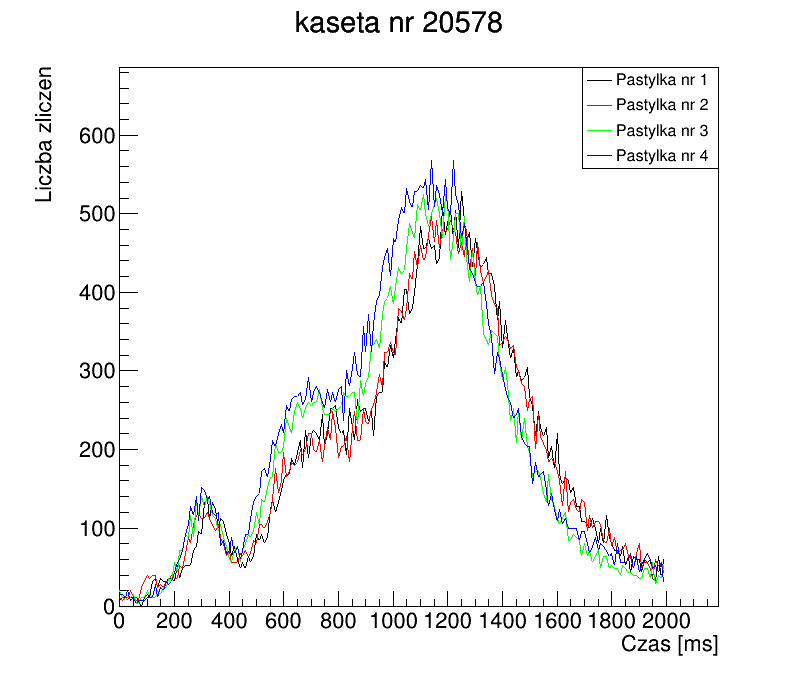 kaseta nr 20578
Liczba zliczen
Pastylka nr 1
Pastylka nr 2
Pastylka nr 3
Pastylka nr 4
600
500
400
300
200
100
0
0 200 400 600 800 1000 1200 1400 1600 1800 2000
Czas [ms]